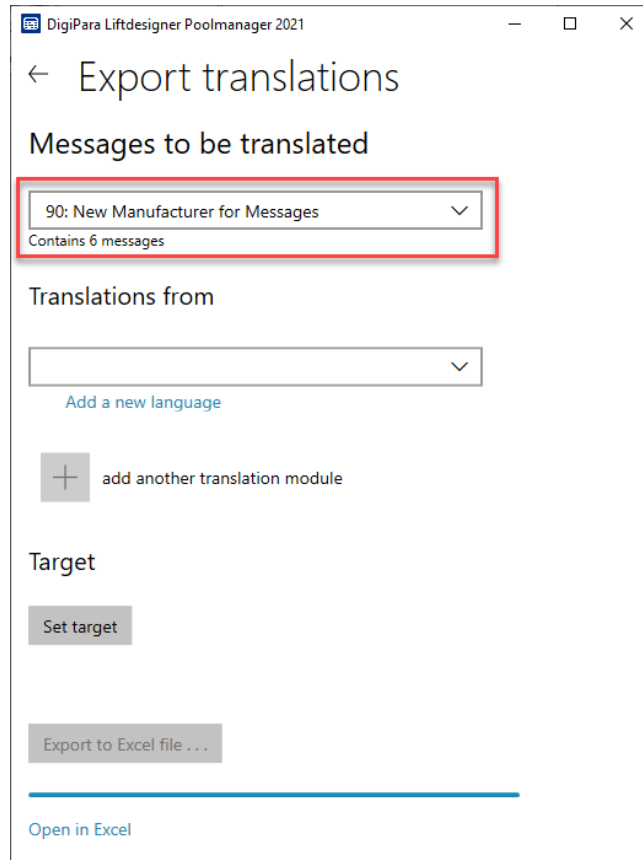 DigiPara Liftdesigner Poolmanager 2021
Export translations
Messages to be translated
90: New Manufacturer for Messages
Contains 6 messages
Translations from
Add a new language
add another translation module
Target
Set target
Export to Excel file . . .
Open in Excel